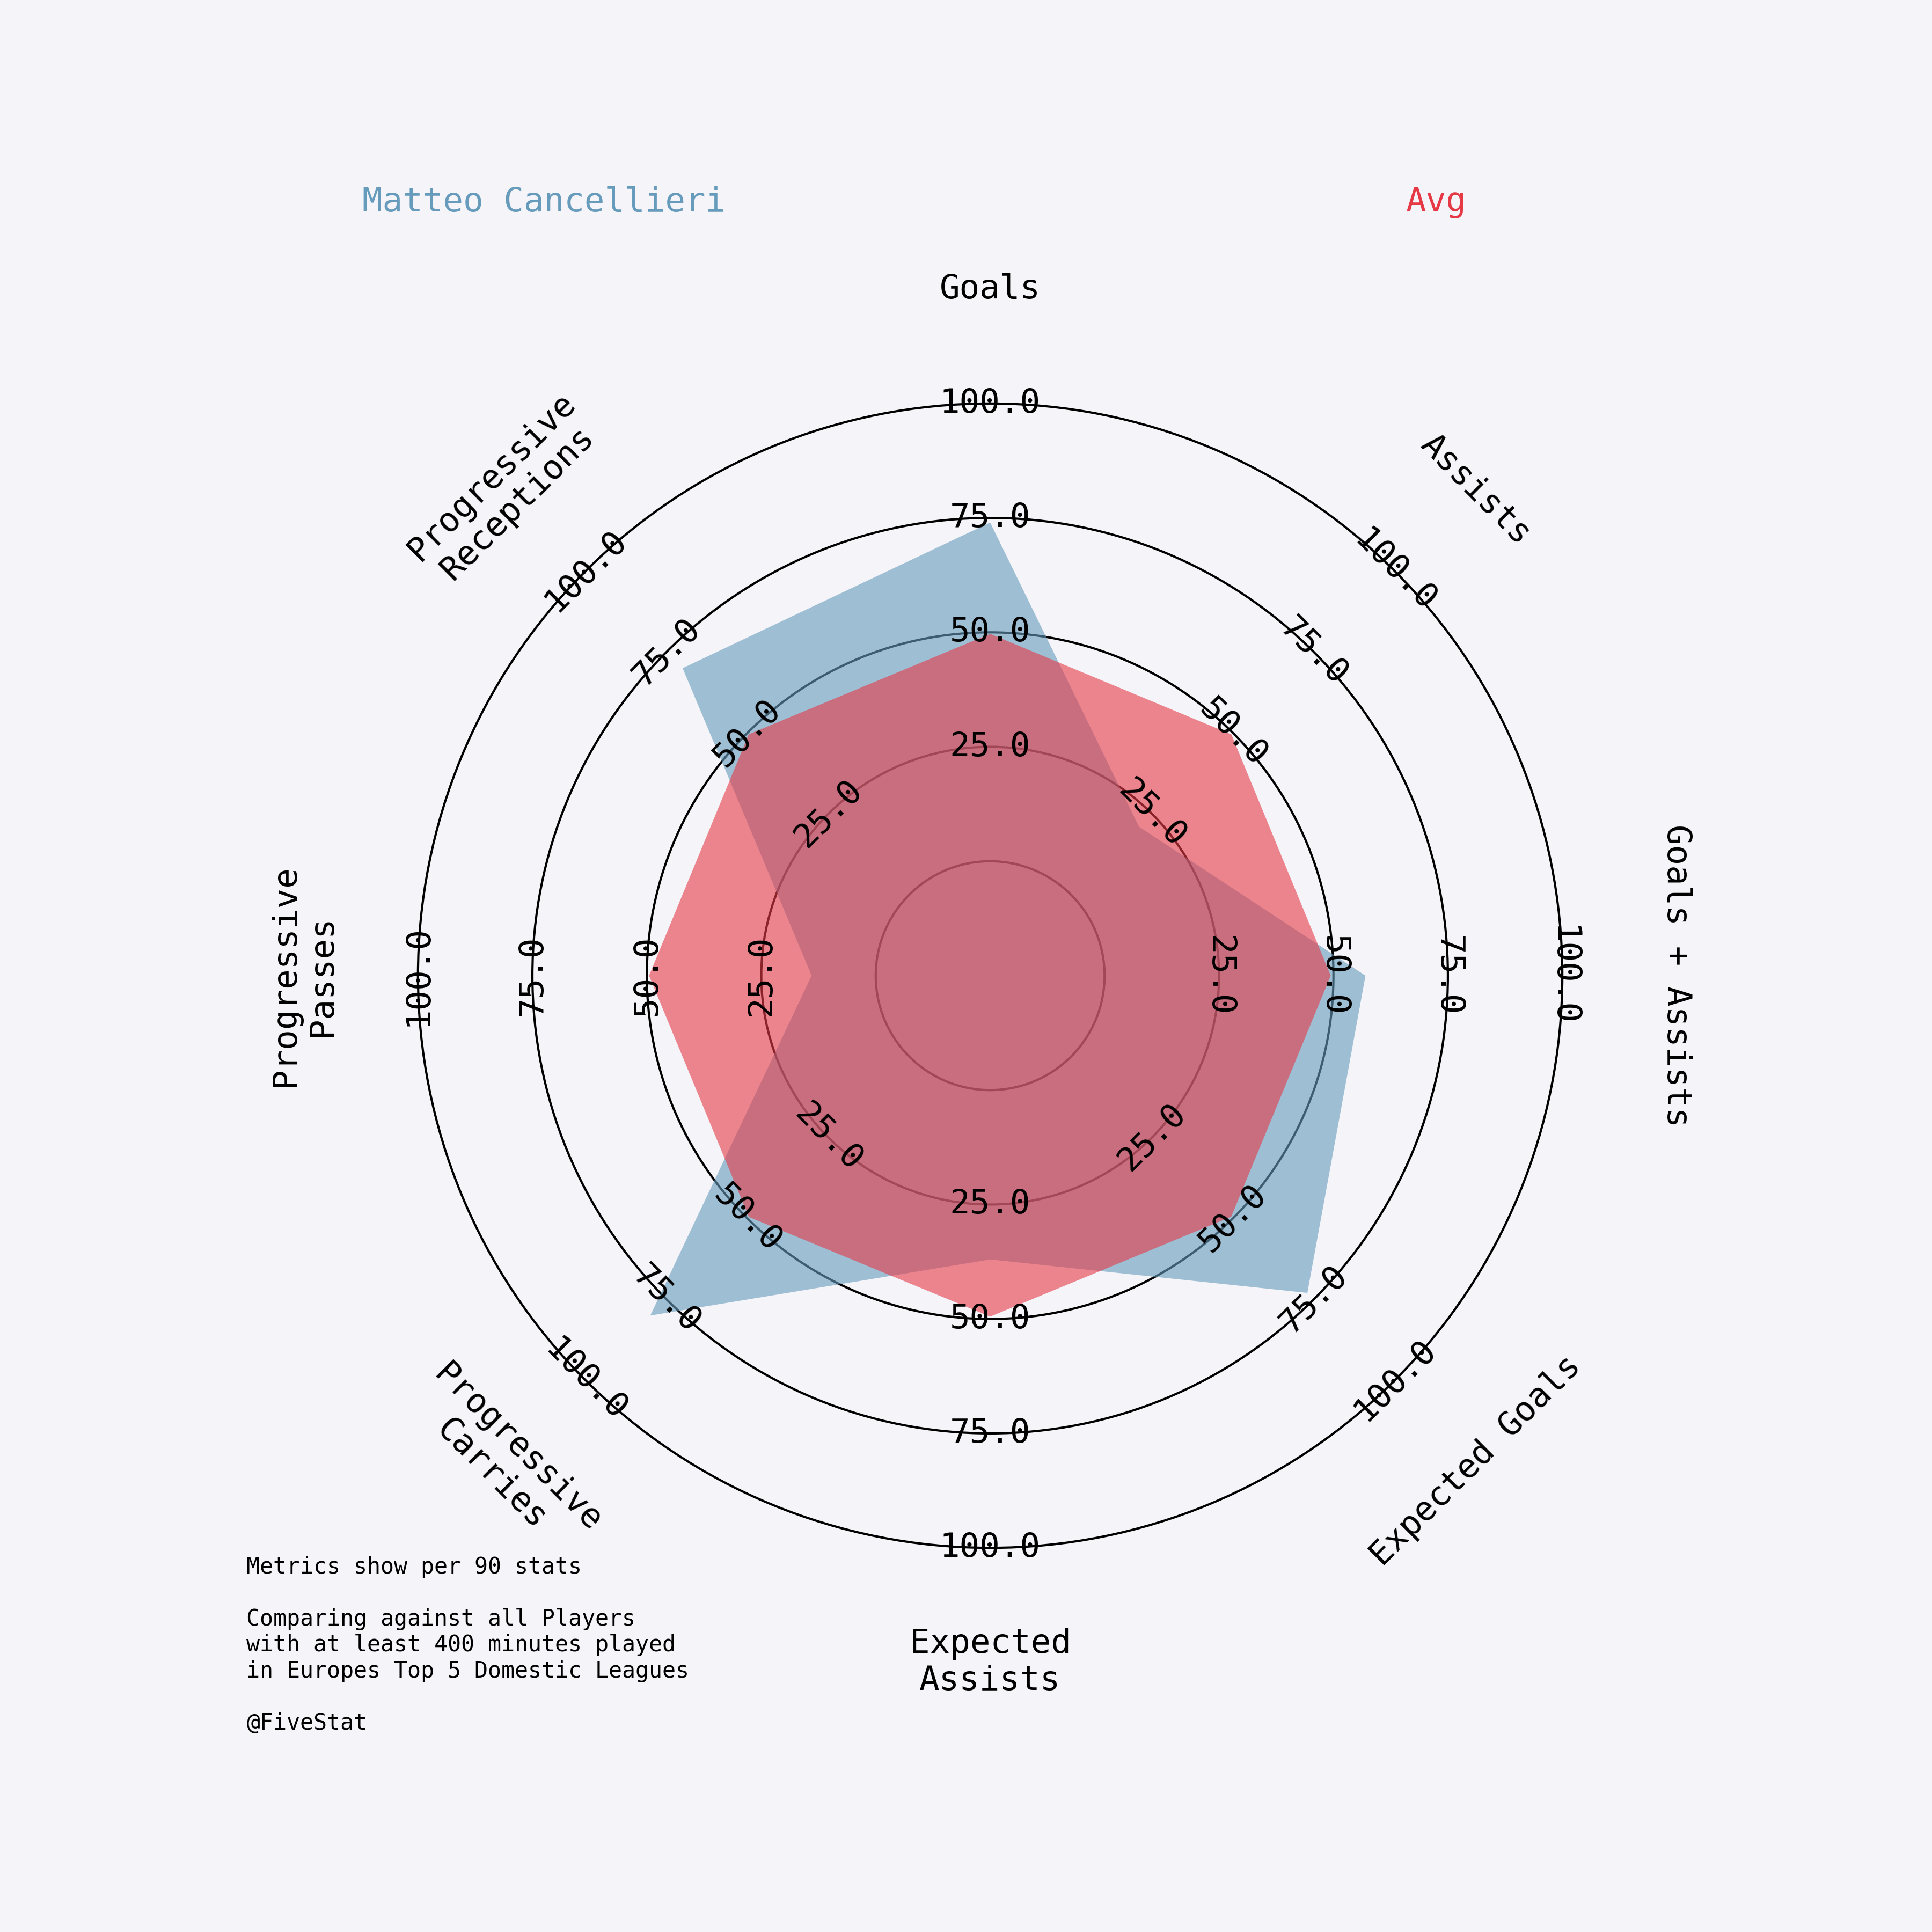 Matteo Cancellieri
Avg
Goals
Assists
Goals + Assists
Expected Goals
Expected
Assists
Progressive
Carries
Progressive
Passes
Progressive
Receptions
25.0
50.0
75.0
100.0
25.0
50.0
75.0
100.0
25.0
50.0
75.0
100.0
25.0
50.0
75.0
100.0
25.0
50.0
75.0
100.0
25.0
50.0
75.0
100.0
25.0
50.0
75.0
100.0
25.0
50.0
75.0
100.0
Metrics show per 90 stats
Comparing against all Players
with at least 400 minutes played
in Europes Top 5 Domestic Leagues
@FiveStat